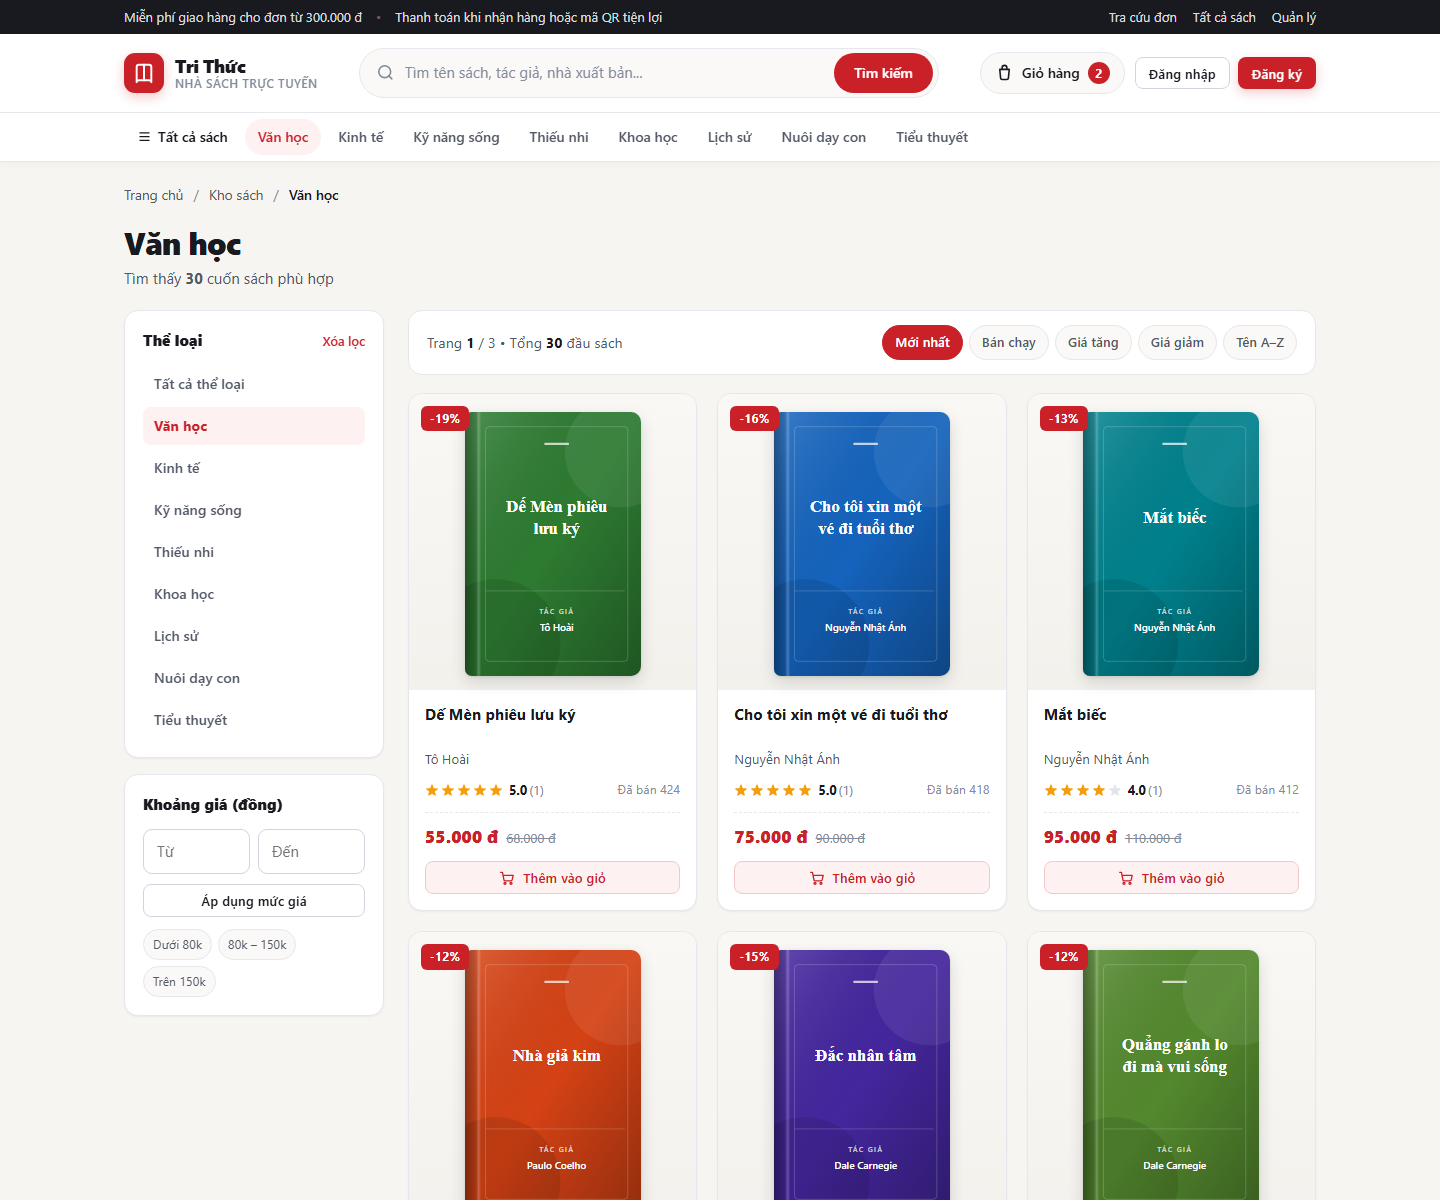 Miễn phí giao hàng cho đơn từ 300.000 đ • Thanh toán khi nhận hàng hoặc mã QR tiện lợi
Tra cứu đơn Tất cả sách Quản lý
Tri Thức
NHÀ SÁCH TRỰC TUYẾN
Tìm tên sách, tác giả, nhà xuất bản...
Tìm kiếm
Giỏ hàng 2
Đăng nhập
Đăng ký
Tất cả sách Văn học Kinh tế Kỹ năng sống Thiếu nhi Khoa học Lịch sử Nuôi dạy con Tiểu thuyết
Trang chủ / Kho sách / Văn học
Văn học
Tìm thấy 30 cuốn sách phù hợp
Thể loại Xóa lọc
Tất cả thể loại
Văn học
Kinh tế
Kỹ năng sống
Thiếu nhi
Khoa học
Lịch sử
Nuôi dạy con
Tiểu thuyết
Khoảng giá (đồng)
Từ Đến
Áp dụng mức giá
Dưới 80k 80k – 150k
Trên 150k
Trang 1 / 3 • Tổng 30 đầu sách
Mới nhất Bán chạy Giá tăng Giá giảm Tên A–Z
-19%
Dế Mèn phiêu
lưu ký
TÁC GIẢ
Tô Hoài
Dế Mèn phiêu lưu ký
Tô Hoài
5.0 (1) Đã bán 424
55.000 đ 68.000 đ
Thêm vào giỏ
-16%
Cho tôi xin một
vé đi tuổi thơ
TÁC GIẢ
Nguyễn Nhật Ánh
Cho tôi xin một vé đi tuổi thơ
Nguyễn Nhật Ánh
5.0 (1) Đã bán 418
75.000 đ 90.000 đ
Thêm vào giỏ
-13%
Mắt biếc
TÁC GIẢ
Nguyễn Nhật Ánh
Mắt biếc
Nguyễn Nhật Ánh
4.0 (1) Đã bán 412
95.000 đ 110.000 đ
Thêm vào giỏ
-12%
Nhà giả kim
TÁC GIẢ
Paulo Coelho
-15%
Đắc nhân tâm
TÁC GIẢ
Dale Carnegie
-12%
Quẳng gánh lo
đi mà vui sống
TÁC GIẢ
Dale Carnegie